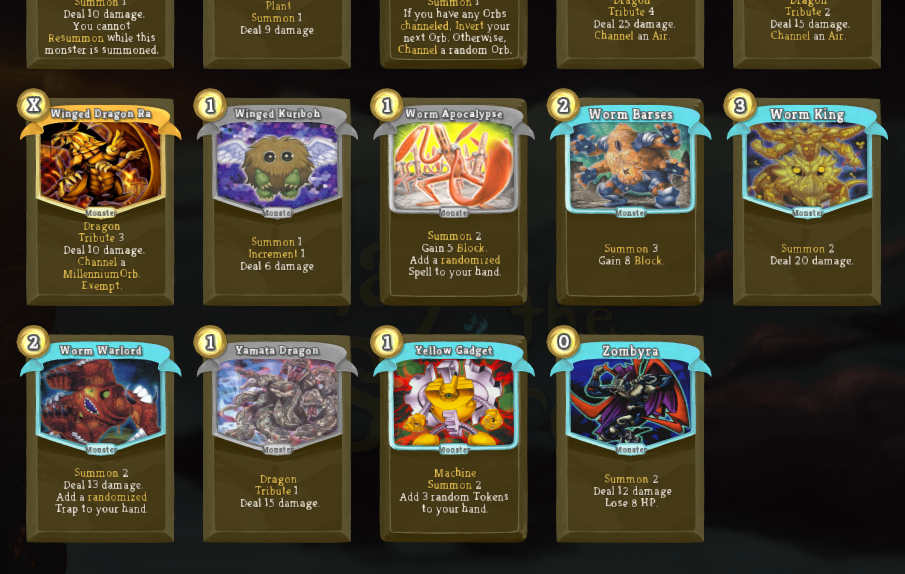 Summon 1
Deal 10 damage.
You cannot
Resummon while this
monster is summoned.
Plant
Summon 1
Deal 9 damage
Summon 1
If you have any Orbs
channeled, Invert your
next Orb. Otherwise,
Channel a random Orb.
Dragon
Tribute 4
Deal 25 damage.
Channel an Air.
Dragon
Tribute 2
Deal 15 damage.
Channel an Air.
X
Winged Dragon Ra
Monster
Dragon
Tribute 3
Deal 10 damage.
Channel a
MillenniumOrb.
Exempt.
1
Winged Kuriboh
Monster
Summon 1
Increment 1
Deal 6 damage
1
Worm Apocalypse
Monster
Summon 2
Gain 5 Block.
Add a randomized
Spell to your hand.
2
Worm Barses
Monster
Summon 3
Gain 8 Block.
3
Worm King
Monster
Summon 2
Deal 20 damage.
2
Worm Warlord
Monster
Summon 2
Deal 13 damage.
Add a randomized
Trap to your hand.
1
Yamata Dragon
Monster
Dragon
Tribute 1
Deal 15 damage.
1
Yellow Gadget
Monster
Machine
Summon 2
Add 3 random Tokens
to your hand.
0
Zombyra
Monster
Summon 2
Deal 12 damage
Lose 8 HP.
the